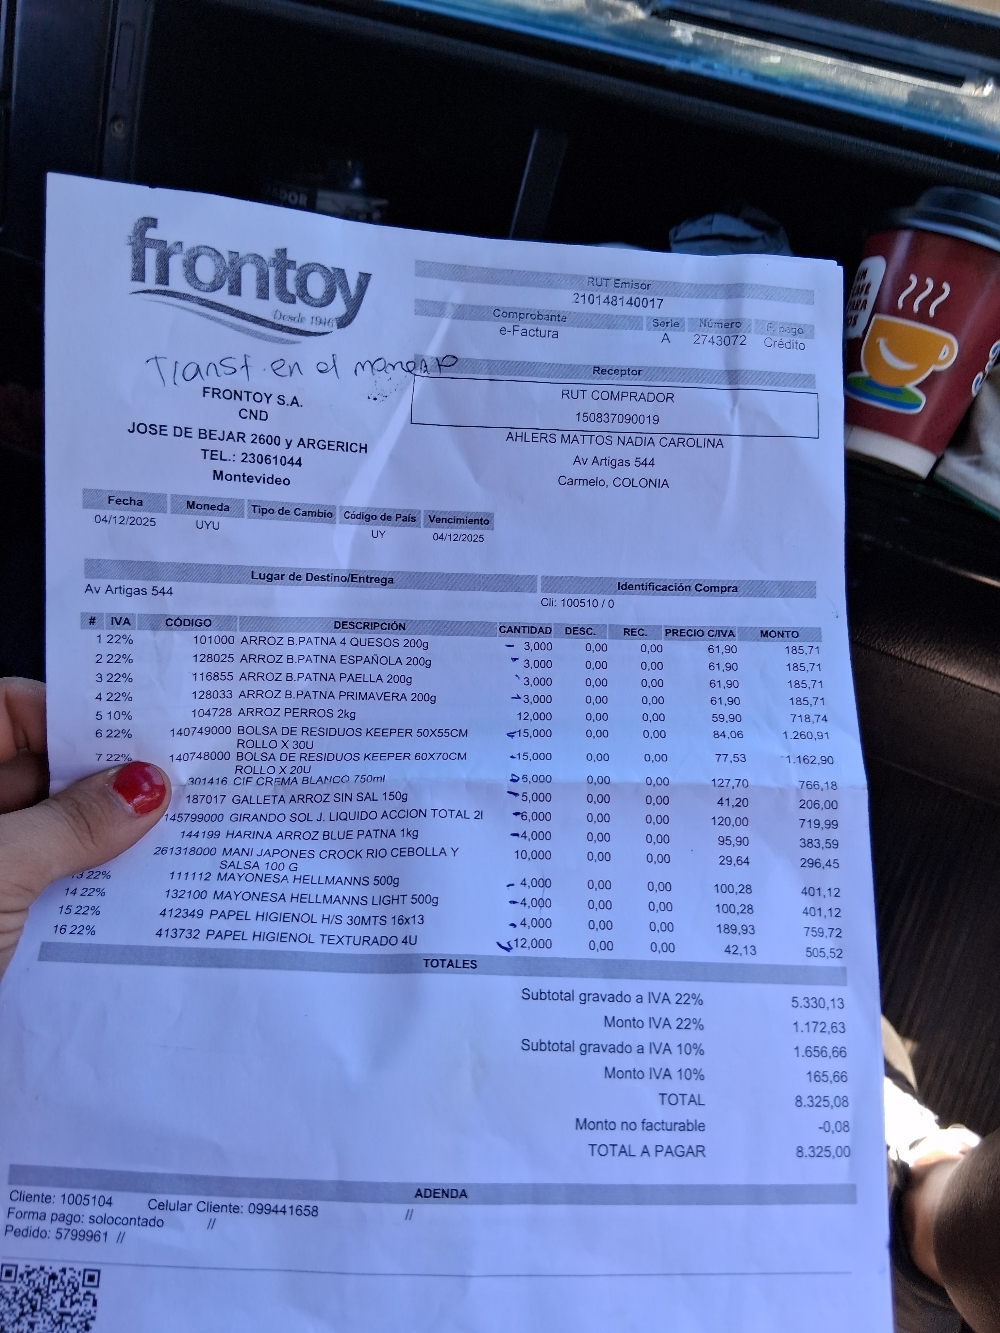 frontoy
Desde 1946
Transf en el momento
FRONTOY S.A.
CND
JOSE DE BEJAR 2600 y ARGERICH
TEL.: 23061044
Montevideo
RUT Emisor
210148140017
Comprobante Serie Número F. pago
e-Factura A 2743072 Crédito
Receptor
RUT COMPRADOR
150837090019
AHLERS MATTOS NADIA CAROLINA
Av Artigas 544
Carmelo, COLONIA
Fecha Moneda Tipo de Cambio Código de País Vencimiento
04/12/2025 UYU UY 04/12/2025
Lugar de Destino/Entrega Identificación Compra
Av Artigas 544 Cli: 100510 / 0
# IVA CÓDIGO DESCRIPCIÓN CANTIDAD DESC. REC. PRECIO C/IVA MONTO
1 22% 101000 ARROZ B.PATNA 4 QUESOS 200g 3,000 0,00 0,00 61,90 185,71
2 22% 128025 ARROZ B.PATNA ESPAÑOLA 200g 3,000 0,00 0,00 61,90 185,71
3 22% 116855 ARROZ B.PATNA PAELLA 200g 3,000 0,00 0,00 61,90 185,71
4 22% 128033 ARROZ B.PATNA PRIMAVERA 200g 3,000 0,00 0,00 61,90 185,71
5 10% 104728 ARROZ PERROS 2kg 12,000 0,00 0,00 59,90 718,74
6 22% 140749000 BOLSA DE RESIDUOS KEEPER 50X55CM 15,000 0,00 0,00 84,06 1.260,91
ROLLO X 30U
7 22% 140748000 BOLSA DE RESIDUOS KEEPER 60X70CM 15,000 0,00 0,00 77,53 1.162,90
ROLLO X 20U
301416 CIF CREMA BLANCO 750ml 6,000 0,00 0,00 127,70 766,18
187017 GALLETA ARROZ SIN SAL 150g 5,000 0,00 0,00 41,20 206,00
145799000 GIRANDO SOL J. LIQUIDO ACCION TOTAL 2l 6,000 0,00 0,00 120,00 719,99
144199 HARINA ARROZ BLUE PATNA 1kg 4,000 0,00 0,00 95,90 383,59
261318000 MANI JAPONES CROCK RIO CEBOLLA Y 10,000 0,00 0,00 29,64 296,45
SALSA 100 G
13 22% 111112 MAYONESA HELLMANNS 500g 4,000 0,00 0,00 100,28 401,12
14 22% 132100 MAYONESA HELLMANNS LIGHT 500g 4,000 0,00 0,00 100,28 401,12
15 22% 412349 PAPEL HIGIENOL H/S 30MTS 16x13 4,000 0,00 0,00 189,93 759,72
16 22% 413732 PAPEL HIGIENOL TEXTURADO 4U 12,000 0,00 0,00 42,13 505,52
TOTALES
Subtotal gravado a IVA 22% 5.330,13
Monto IVA 22% 1.172,63
Subtotal gravado a IVA 10% 1.656,66
Monto IVA 10% 165,66
TOTAL 8.325,08
Monto no facturable -0,08
TOTAL A PAGAR 8.325,00
ADENDA
Cliente: 1005104 Celular Cliente: 099441658 //
Forma pago: solocontado //
Pedido: 5799961 //